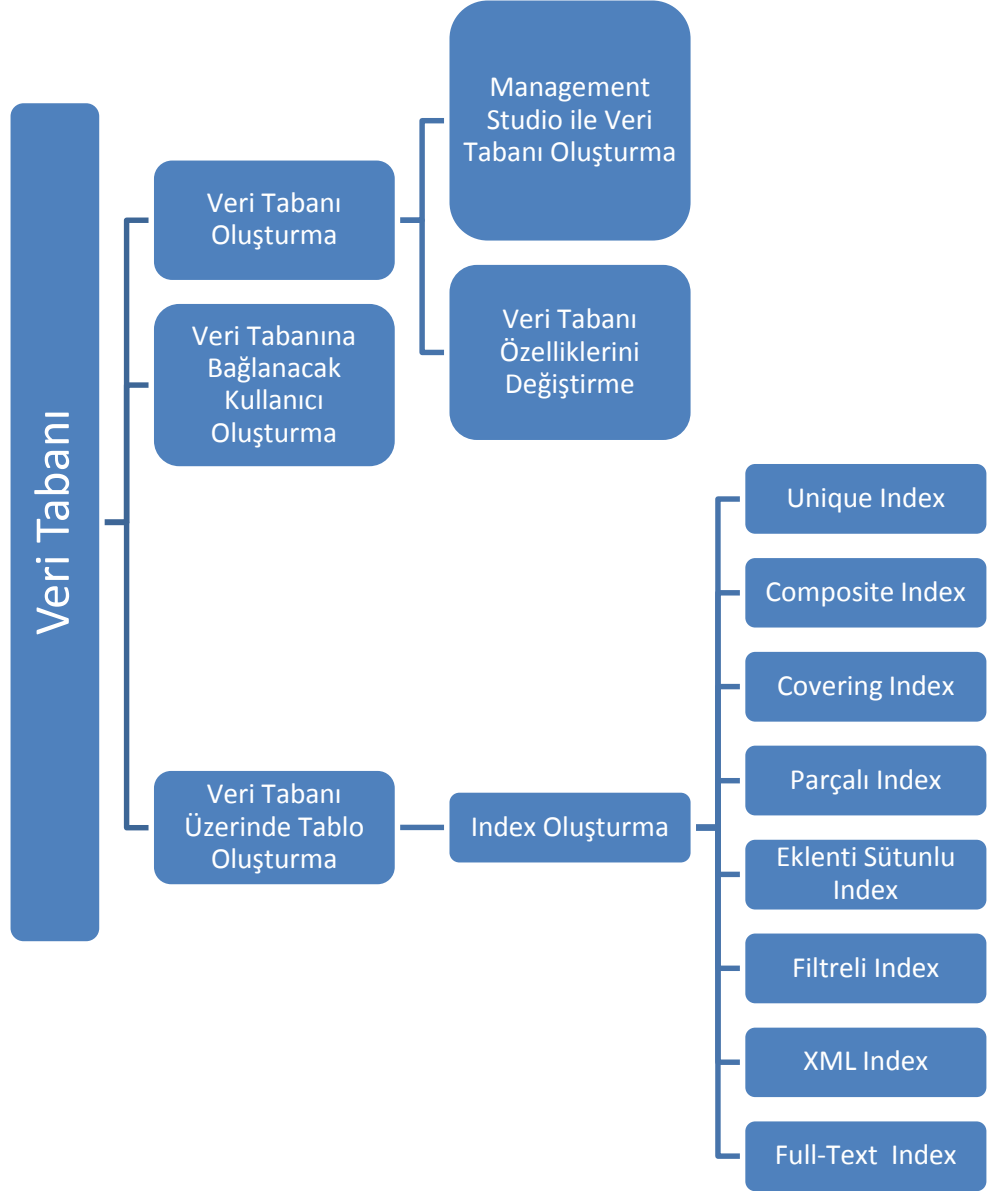 Veri Tabanı
Veri Tabanı
Oluşturma
Management
Studio ile Veri
Tabanı Oluşturma
Veri Tabanı
Özelliklerini
Değiştirme
Veri Tabanına
Bağlanacak
Kullanıcı
Oluşturma
Veri Tabanı
Üzerinde Tablo
Oluşturma
Index Oluşturma
Unique Index
Composite Index
Covering Index
Parçalı Index
Eklenti Sütunlu
Index
Filtreli Index
XML Index
Full-Text  Index